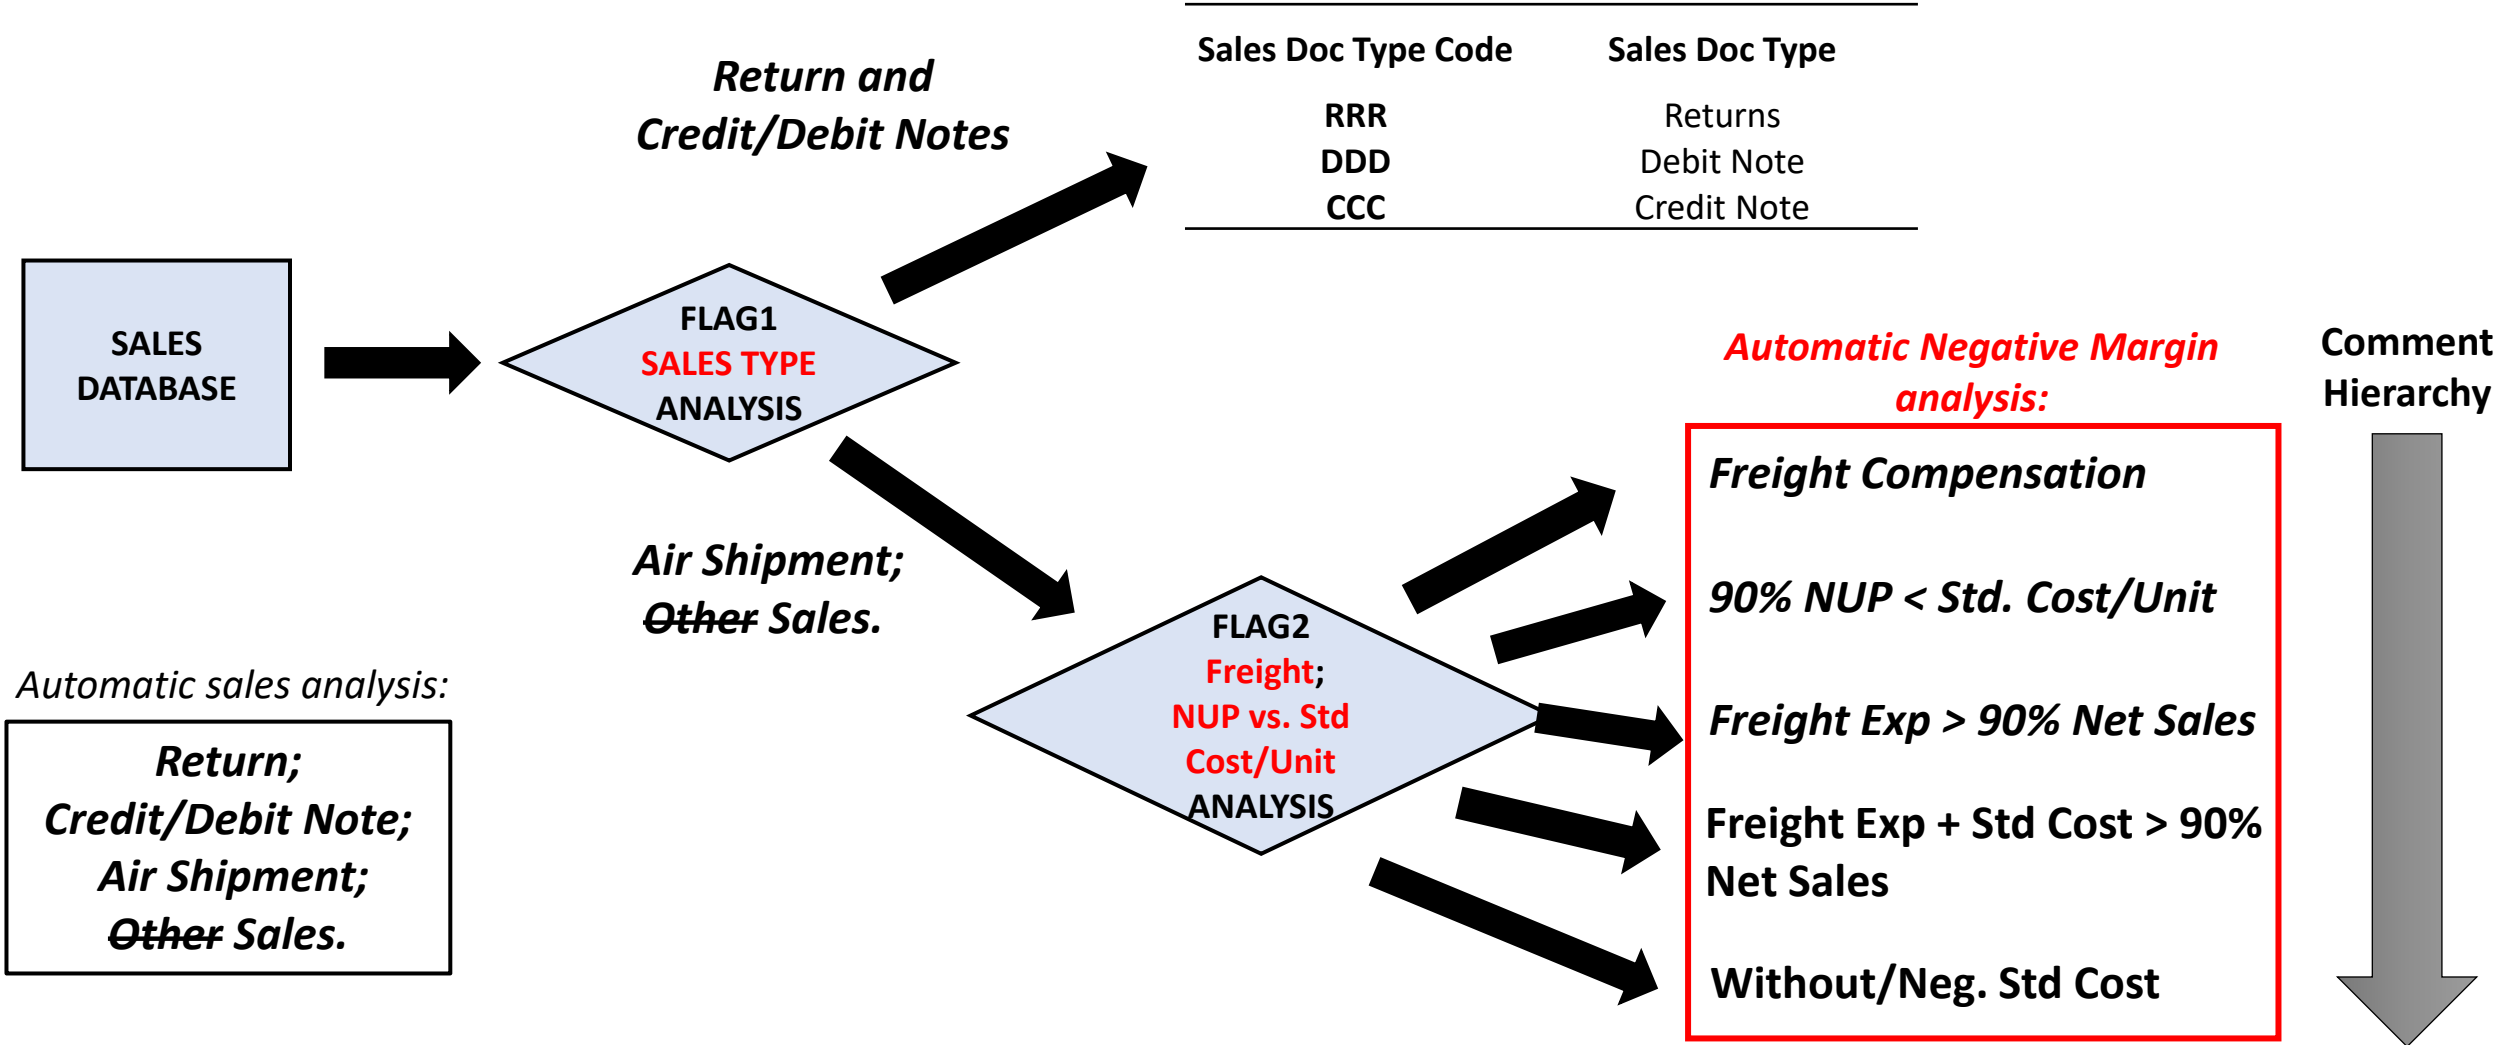 Sales Doc Type Code Sales Doc Type
RRR Returns
DDD Debit Note
CCC Credit Note
Return and
Credit/Debit Notes
SALES
DATABASE
FLAG1
SALES TYPE
ANALYSIS
Air Shipment;
Other Sales.
Automatic sales analysis:
Return;
Credit/Debit Note;
Air Shipment;
Other Sales.
FLAG2
Freight;
NUP vs. Std
Cost/Unit
ANALYSIS
Automatic Negative Margin
analysis:
Freight Compensation
90% NUP < Std. Cost/Unit
Freight Exp > 90% Net Sales
Freight Exp + Std Cost > 90%
Net Sales
Without/Neg. Std Cost
Comment
Hierarchy